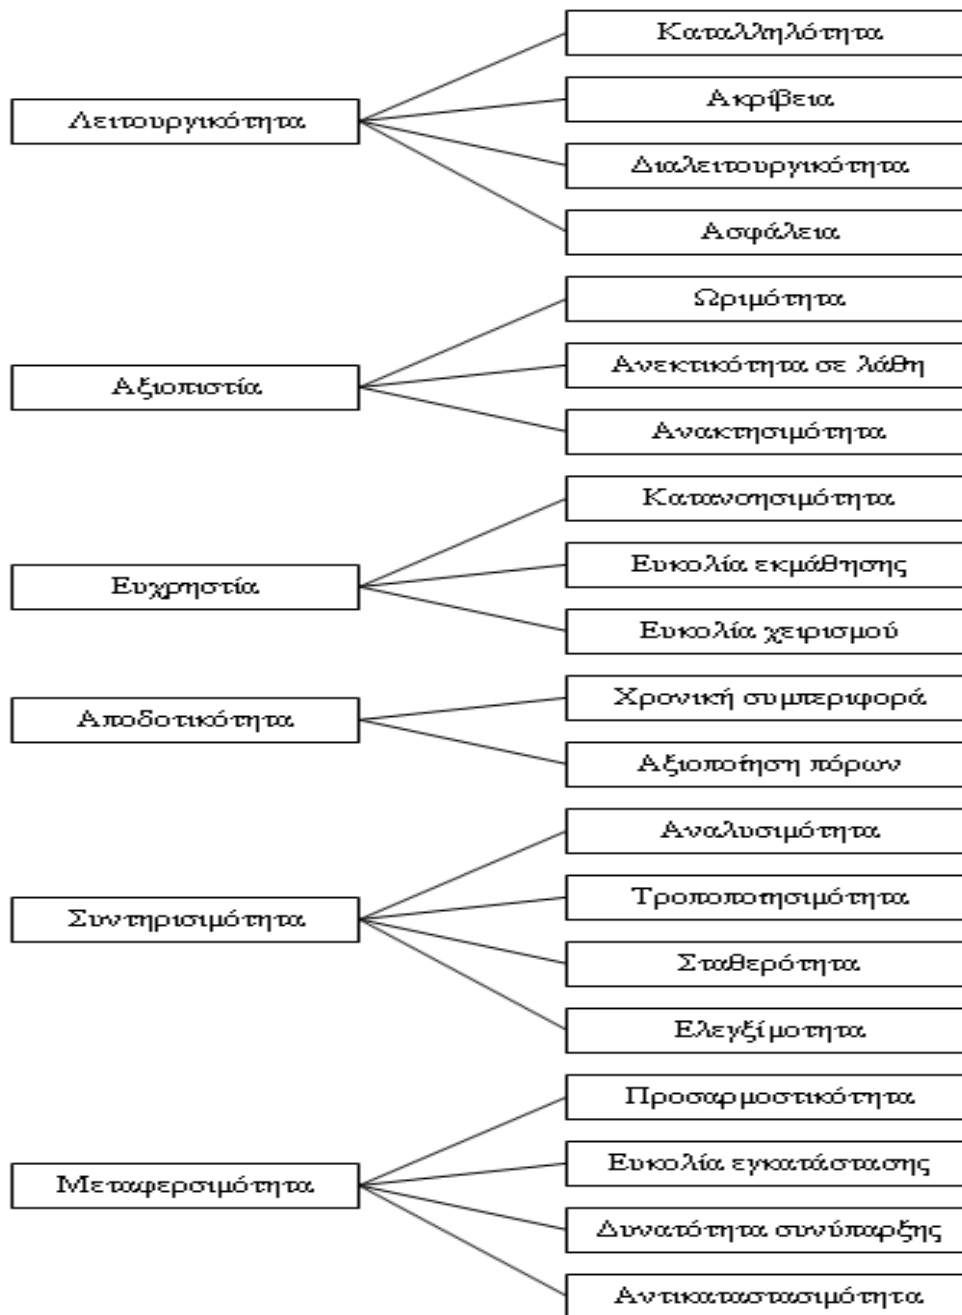 Λειτουργικότητα
Καταλληλότητα
Ακρίβεια
Διαλειτουργικότητα
Ασφάλεια
Αξιοπιστία
Ωριμότητα
Ανεκτικότητα σε λάθη
Ανακτησιμότητα
Ευχρηστία
Κατανοησιμότητα
Ευκολία εκμάθησης
Ευκολία χειρισμού
Αποδοτικότητα
Χρονική συμπεριφορά
Αξιοποίηση πόρων
Συντηρισιμότητα
Αναλυσιμότητα
Τροποποιησιμότητα
Σταθερότητα
Ελεγξίμοτητα
Μεταφερσιμότητα
Προσαρμοστικότητα
Ευκολία εγκατάστασης
Δυνατότητα συνύπαρξης
Αντικαταστασιμότητα